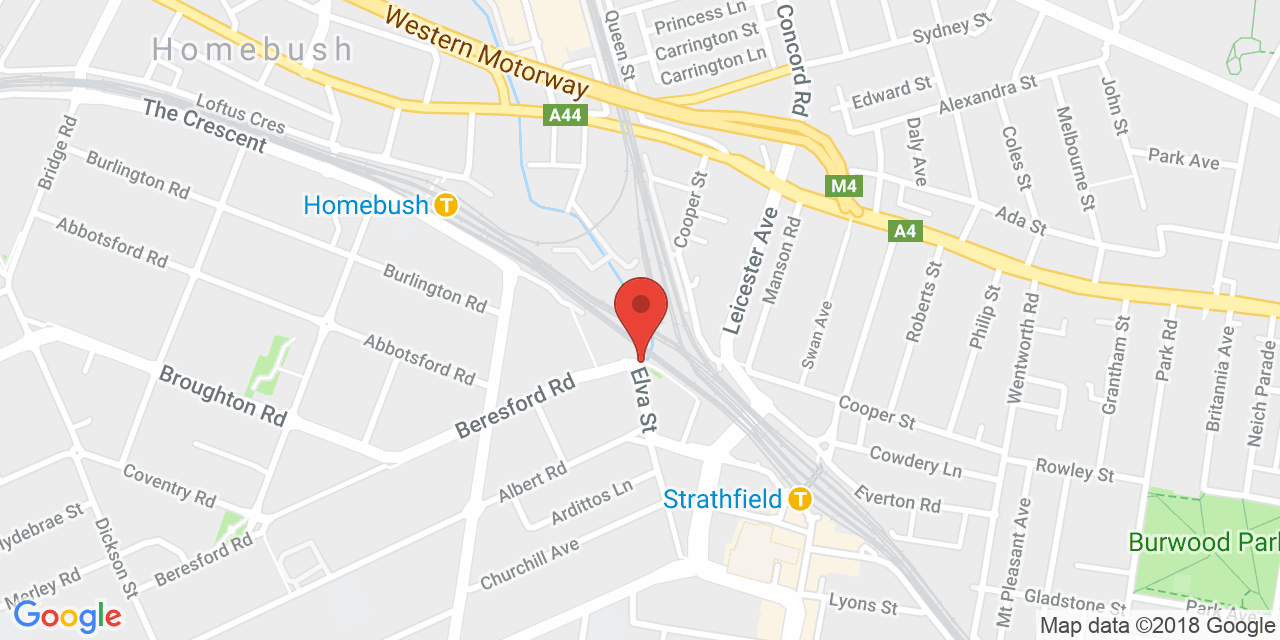 Princess Ln
Western Motorway
Queen St
Carrington St
Concord Rd
Sydney St
Homebush
Carrington Ln
Edward St
Alexandra St
John St
Loftus Cres
The Crescent
A44
Daly Ave
Coles St
Melbourne St
Bridge Rd
Burlington Rd
Park Ave
M4
Homebush
T
Cooper St
Abbotsford Rd
Leicester Ave
Manson Rd
A4
Ada St
Burlington Rd
Roberts St
Swan Ave
Philip St
Wentworth Rd
Grantham St
Park Rd
Britannia Ave
Neich Parade
Abbotsford Rd
Broughton Rd
Beresford Rd
Elva St
Cooper St
Cowdery Ln
Rowley St
Albert Rd
Coventry Rd
Ardittos Ln
Strathfield
T
Everton Rd
Mt Pleasant Ave
ydebrae St
Dickson St
Beresford Rd
Churchill Ave
Burwood Park
Morley Rd
Google
Lyons St
Gladstone St
Park Ave
Map data ©2018 Google